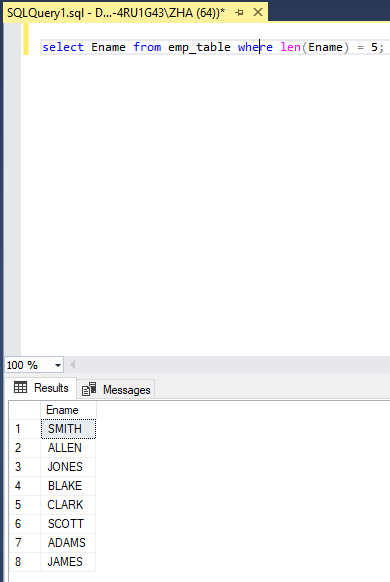 SQLQuery1.sql - D...-4RU1G43\ZHA (64))*
select Ename from emp_table where len(Ename) = 5;
100 %
Results Messages
Ename
1 SMITH
2 ALLEN
3 JONES
4 BLAKE
5 CLARK
6 SCOTT
7 ADAMS
8 JAMES